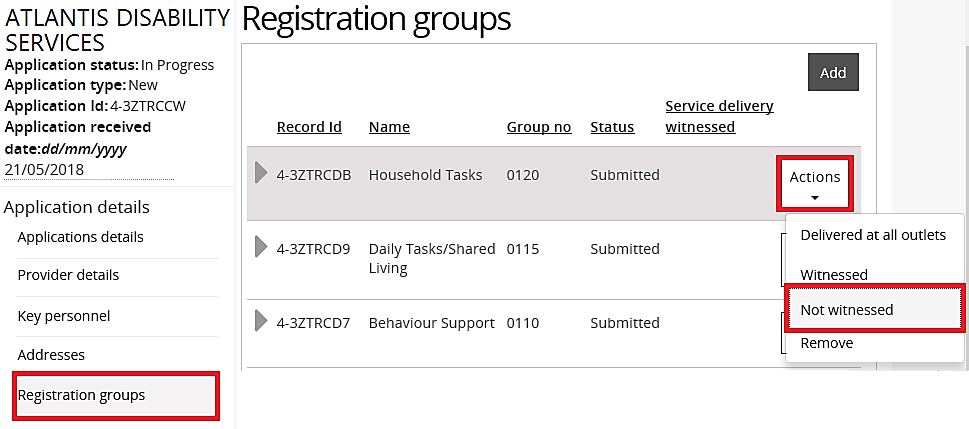 ATLANTIS DISABILITY
SERVICES
Application status: In Progress
Application type: New
Application Id: 4-3ZTRCCW
Application received
date: dd/mm/yyyy
21/05/2018
Application details
Applications details
Provider details
Key personnel
Addresses
Registration groups
Registration groups
Add
Record Id Name Group no Status Service delivery witnessed
4-3ZTRCDB Household Tasks 0120 Submitted Actions
4-3ZTRCD9 Daily Tasks/Shared Living 0115 Submitted
4-3ZTRCD7 Behaviour Support 0110 Submitted
Delivered at all outlets
Witnessed
Not witnessed
Remove